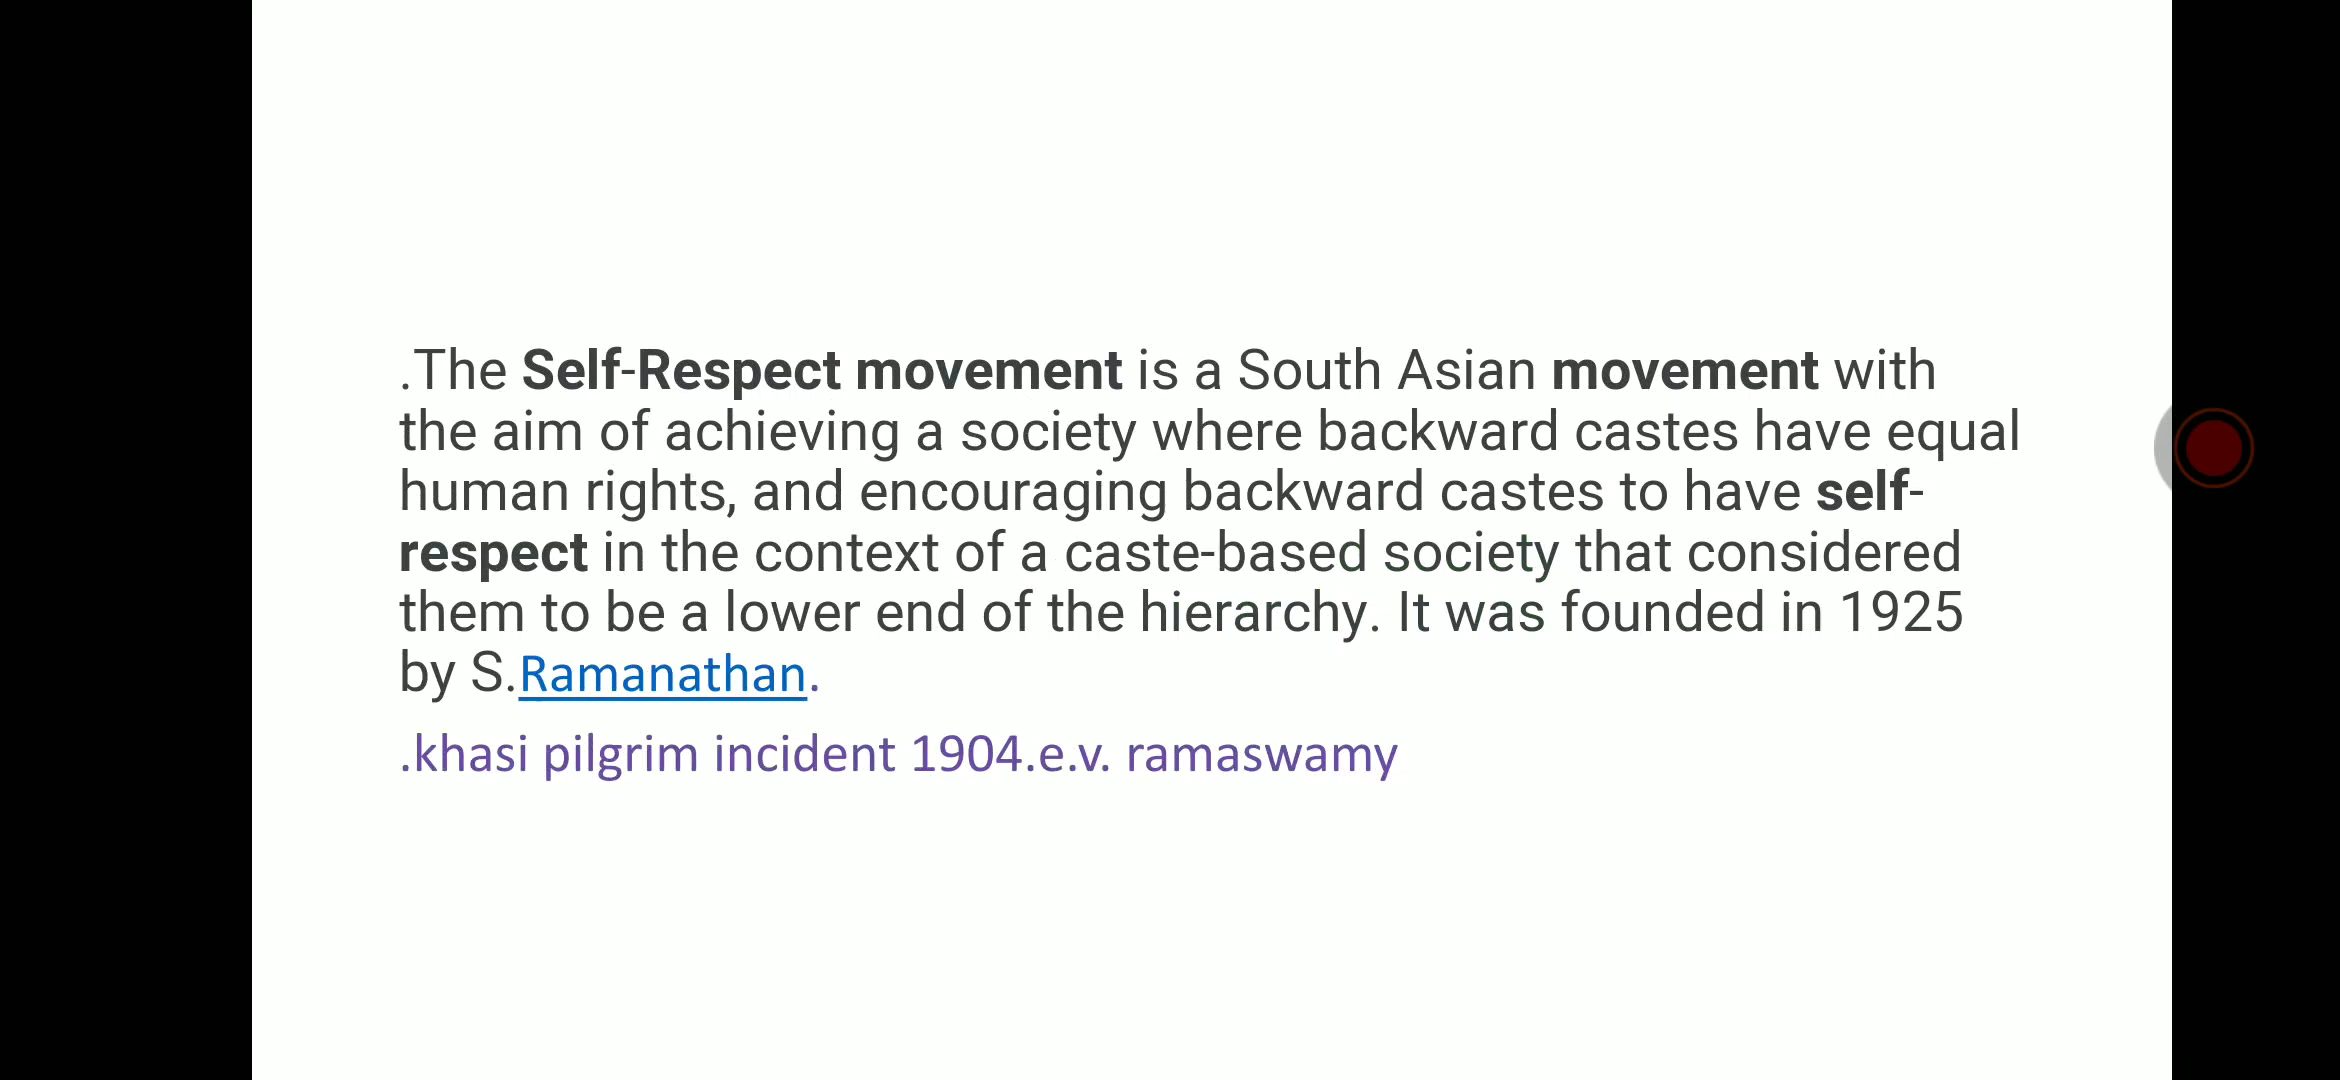 .The Self-Respect movement is a South Asian movement with
the aim of achieving a society where backward castes have equal
human rights, and encouraging backward castes to have self-
respect in the context of a caste-based society that considered
them to be a lower end of the hierarchy. It was founded in 1925
by S.Ramanathan.
.khasi pilgrim incident 1904.e.v. ramaswamy